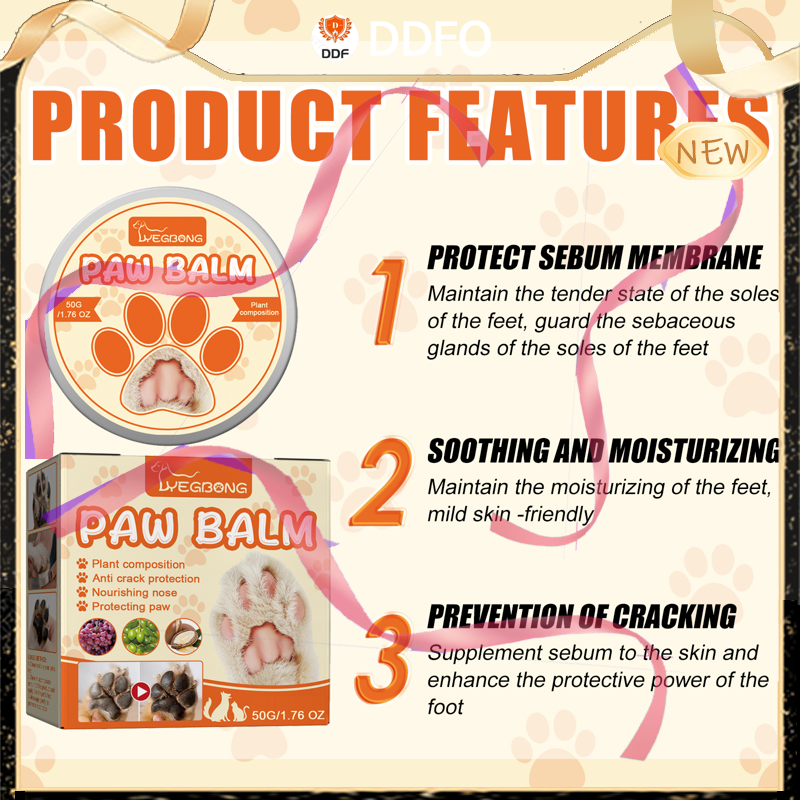 DDF DDFO
PRODUCT FEATURES
NEW
LYEGBONG
PAW BALM
50G
/1.76 OZ
Plant
composition
1 PROTECT SEBUM MEMBRANE
Maintain the tender state of the soles
of the feet, guard the sebaceous
glands of the soles of the feet
2 SOOTHING AND MOISTURIZING
Maintain the moisturizing of the feet,
mild skin -friendly
3 PREVENTION OF CRACKING
Supplement sebum to the skin and
enhance the protective power of the
foot
LYEGBONG
PAW BALM
Plant composition
Anti crack protection
Nourishing nose
Protecting paw
50G/1.76 OZ